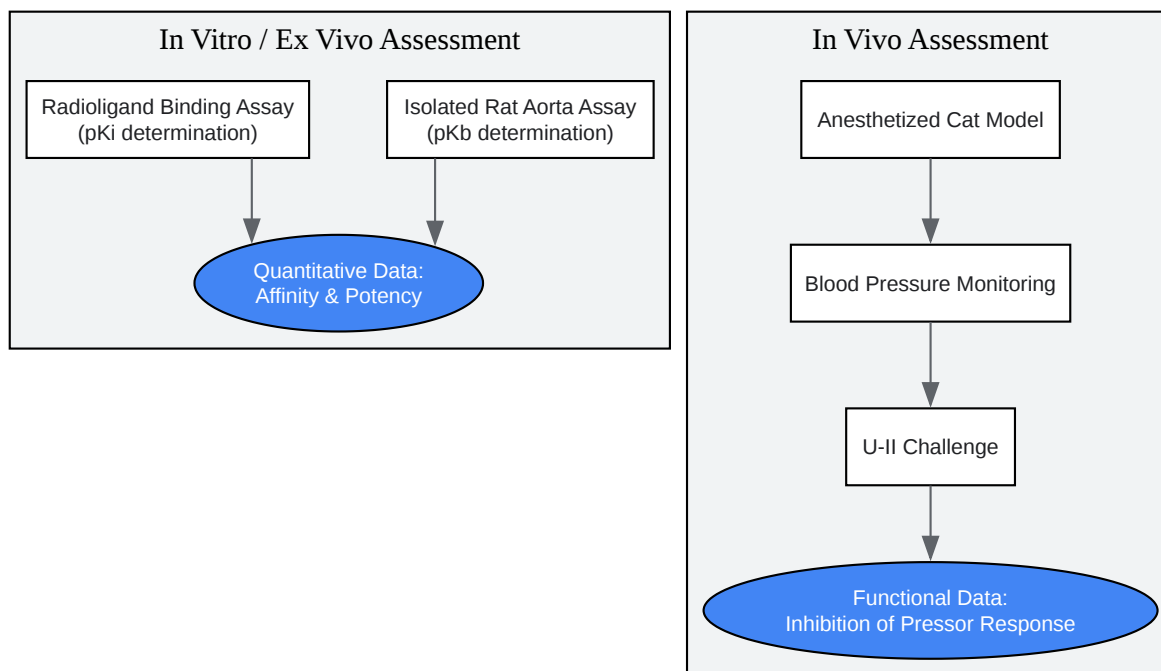 In Vitro / Ex Vivo Assessment
Radioligand Binding Assay
(pKi determination)
Isolated Rat Aorta Assay
(pKb determination)
Quantitative Data:
Affinity & Potency
In Vivo Assessment
Anesthetized Cat Model
Blood Pressure Monitoring
U-II Challenge
Functional Data:
Inhibition of Pressor Response